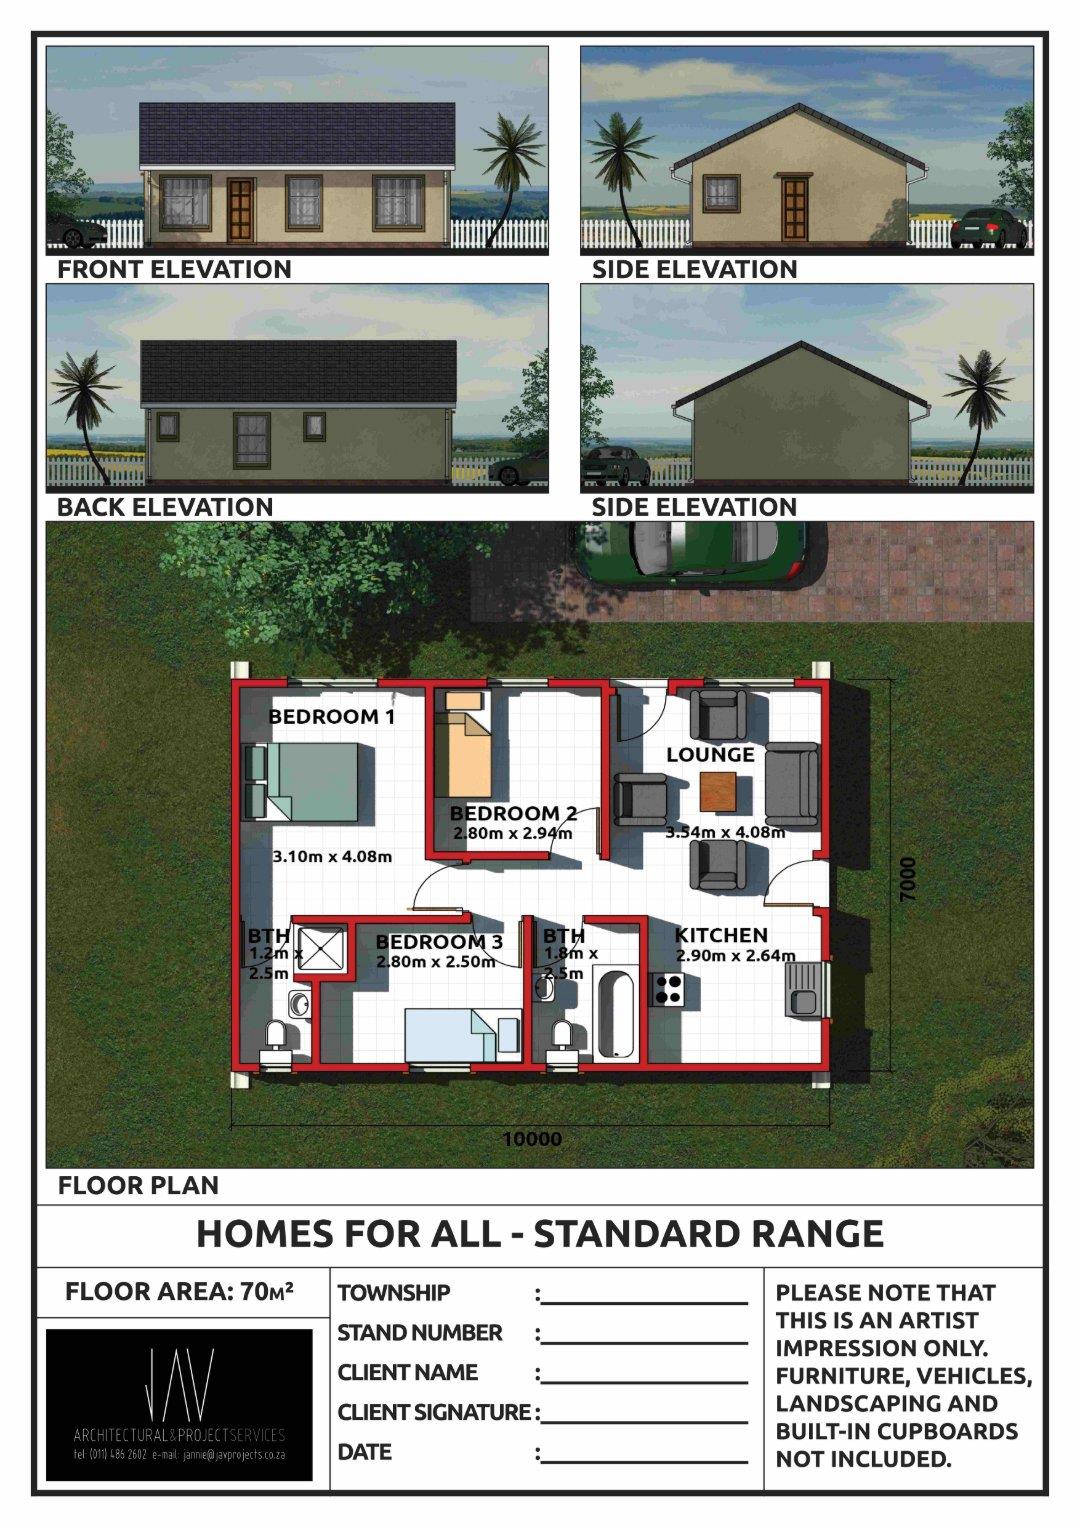 FRONT ELEVATION
SIDE ELEVATION
BACK ELEVATION
SIDE ELEVATION
BEDROOM 1
3.10m x 4.08m
BEDROOM 2
2.80m x 2.94m
LOUNGE
3.54m x 4.08m
7000
BTH
1.2m x
2.5m
BEDROOM 3
2.80m x 2.50m
BTH
1.8m x
2.5m
KITCHEN
2.90m x 2.64m
10000
FLOOR PLAN
HOMES FOR ALL - STANDARD RANGE
FLOOR AREA: 70M²
JAV
ARCHITECTURAL&PROJECTSERVICES
tel: (011) 486 2602 e-mail: jannie@javprojects.co.za
TOWNSHIP :
STAND NUMBER :
CLIENT NAME :
CLIENT SIGNATURE :
DATE :
PLEASE NOTE THAT
THIS IS AN ARTIST
IMPRESSION ONLY.
FURNITURE, VEHICLES,
LANDSCAPING AND
BUILT-IN CUPBOARDS
NOT INCLUDED.